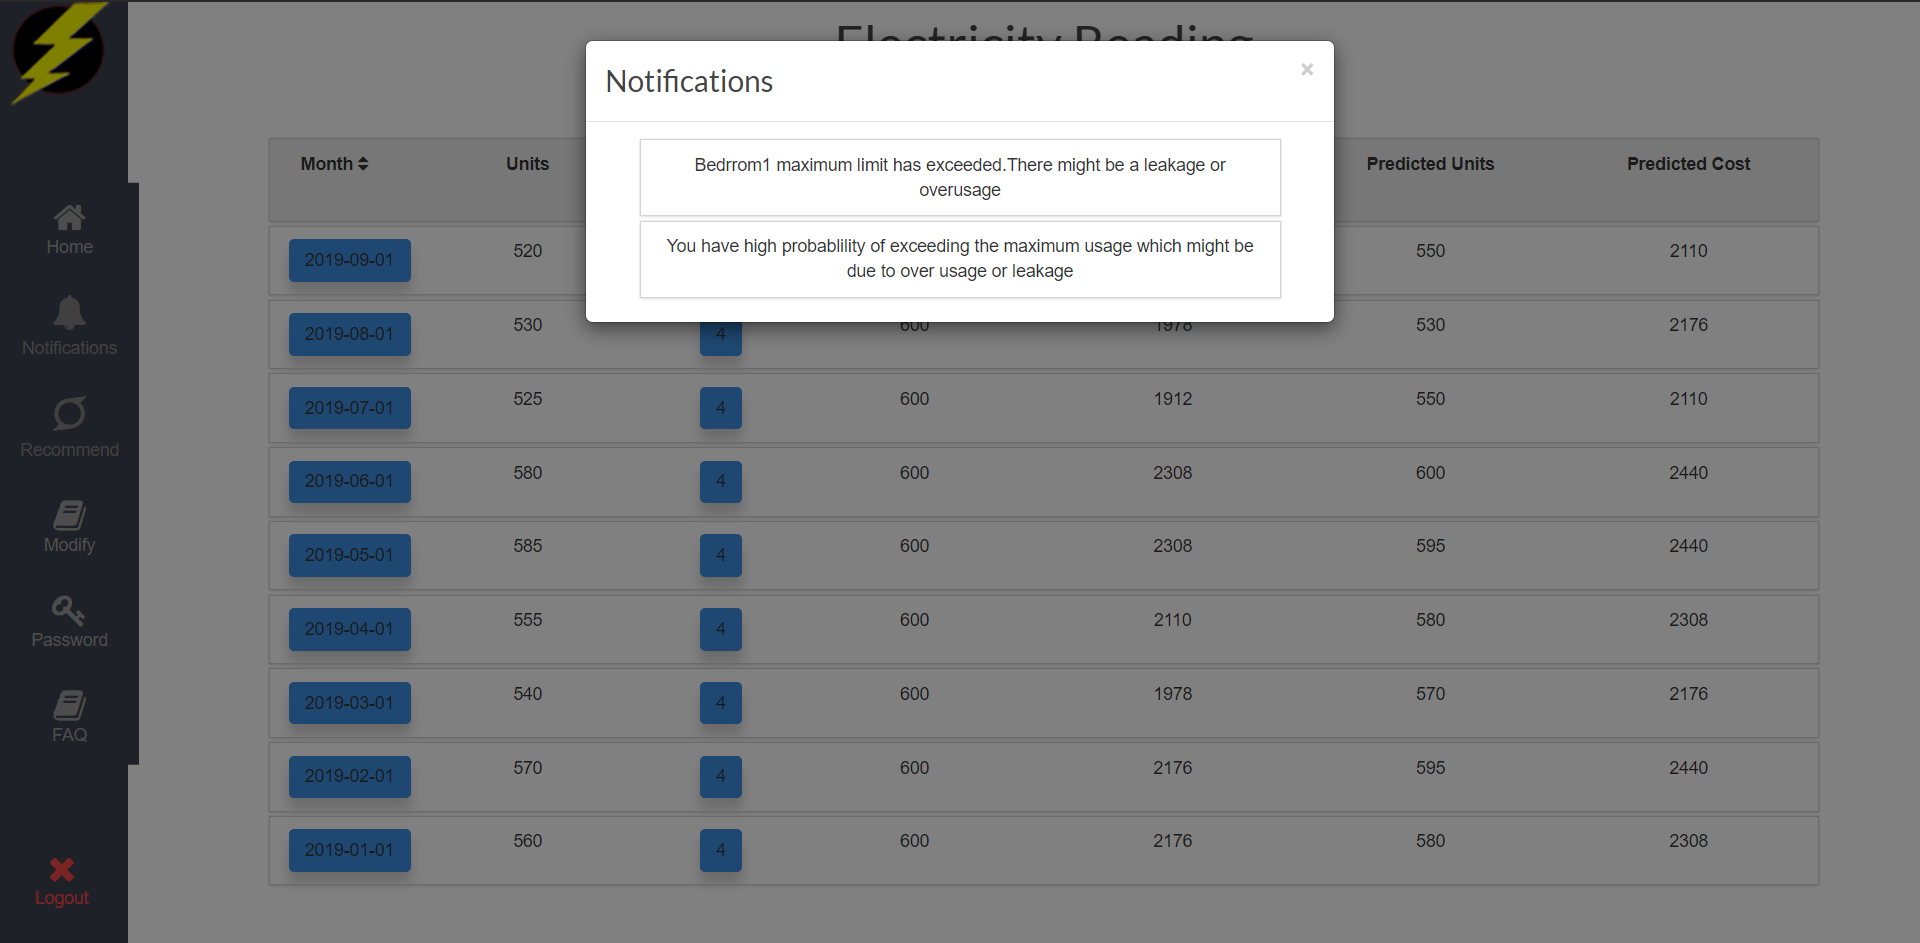 Electricity Reading
Notifications
×
Bedrrom1 maximum limit has exceeded.There might be a leakage or
overusage
You have high probablility of exceeding the maximum usage which might be
due to over usage or leakage
Month Units Predicted Units Predicted Cost
2019-09-01 520 550 2110
2019-08-01 530 4 600 1978 530 2176
2019-07-01 525 4 600 1912 550 2110
2019-06-01 580 4 600 2308 600 2440
2019-05-01 585 4 600 2308 595 2440
2019-04-01 555 4 600 2110 580 2308
2019-03-01 540 4 600 1978 570 2176
2019-02-01 570 4 600 2176 595 2440
2019-01-01 560 4 600 2176 580 2308
Home
Notifications
Recommend
Modify
Password
FAQ
Logout